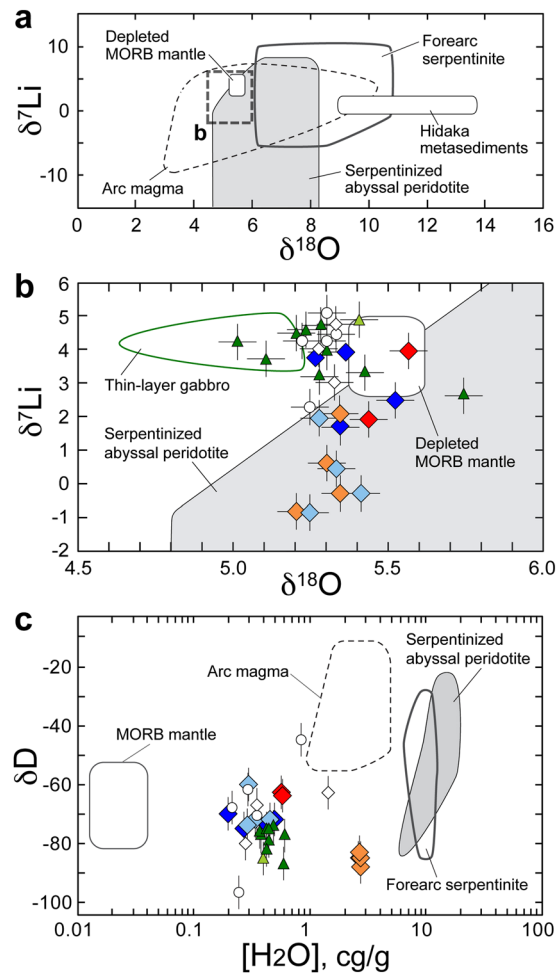 a
10
0
-10
δ⁷Li
Depleted
MORB mantle
Forearc
serpentinite
b
Hidaka
metasediments
Arc magma
Serpentinized
abyssal peridotite
0 2 4 6 8 10 12 14 16
δ¹⁸O
b
6
5
4
3
2
1
0
-1
-2
δ⁷Li
Thin-layer gabbro
Serpentinized
abyssal peridotite
Depleted
MORB mantle
4.5 5.0 5.5 6.0
δ¹⁸O
c
-20
-40
-60
-80
-100
δD
Serpentinized
abyssal peridotite
Arc magma
MORB mantle
Forearc serpentinite
0.01 0.1 1 10 100
[H2O], cg/g